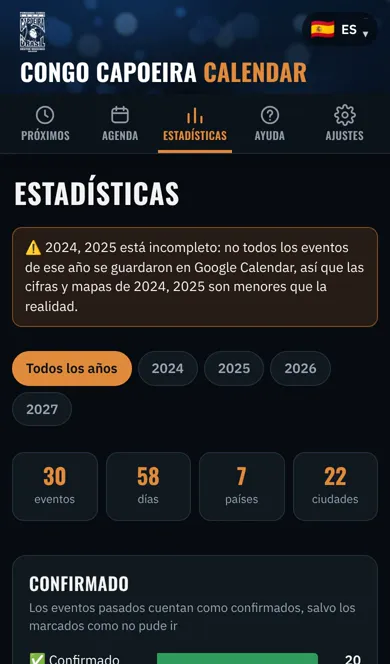 CAPOEIRA
BRASIL
ES ▾
CONGO CAPOEIRA CALENDAR
PRÓXIMOS
AGENDA
ESTADÍSTICAS
AYUDA
AJUSTES
ESTADÍSTICAS
⚠️ 2024, 2025 está incompleto: no todos los eventos
de ese año se guardaron en Google Calendar, así que las
cifras y mapas de 2024, 2025 son menores que la
realidad.
Todos los años
2024
2025
2026
2027
30
eventos
58
días
7
países
22
ciudades
CONFIRMADO
Los eventos pasados cuentan como confirmados, salvo los
marcados como no pude ir
✅ Confirmado 20